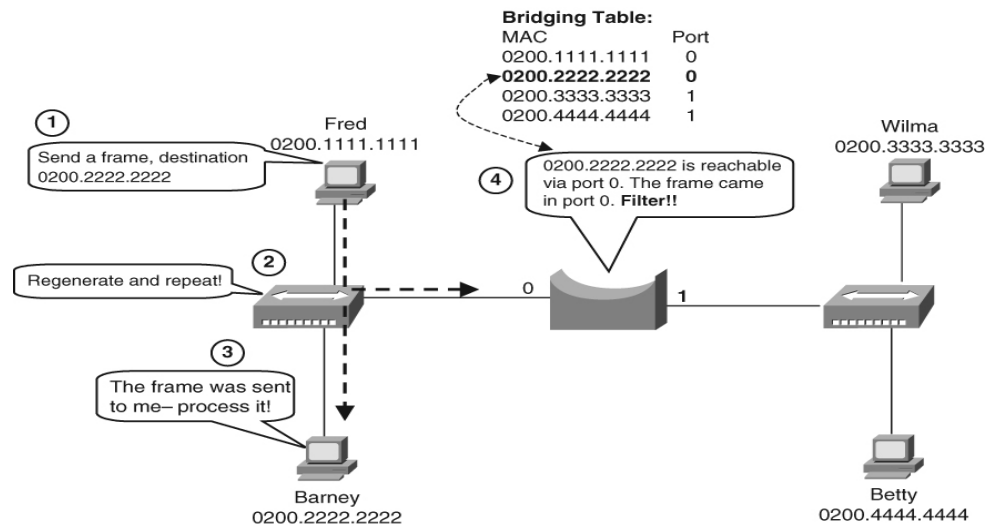 Bridging Table:
MAC Port
0200.1111.1111 0
0200.2222.2222 0
0200.3333.3333 1
0200.4444.4444 1
1
Send a frame, destination
0200.2222.2222
Fred
0200.1111.1111
4
0200.2222.2222 is reachable
via port 0. The frame came
in port 0. Filter!!
Wilma
0200.3333.3333
2
Regenerate and repeat!
0
1
3
The frame was sent
to me– process it!
Barney
0200.2222.2222
Betty
0200.4444.4444